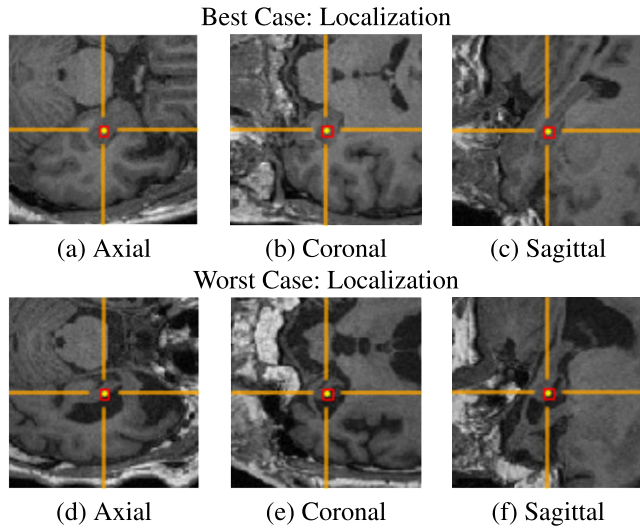 Best Case: Localization
(a) Axial
(b) Coronal
(c) Sagittal
Worst Case: Localization
(d) Axial
(e) Coronal
(f) Sagittal